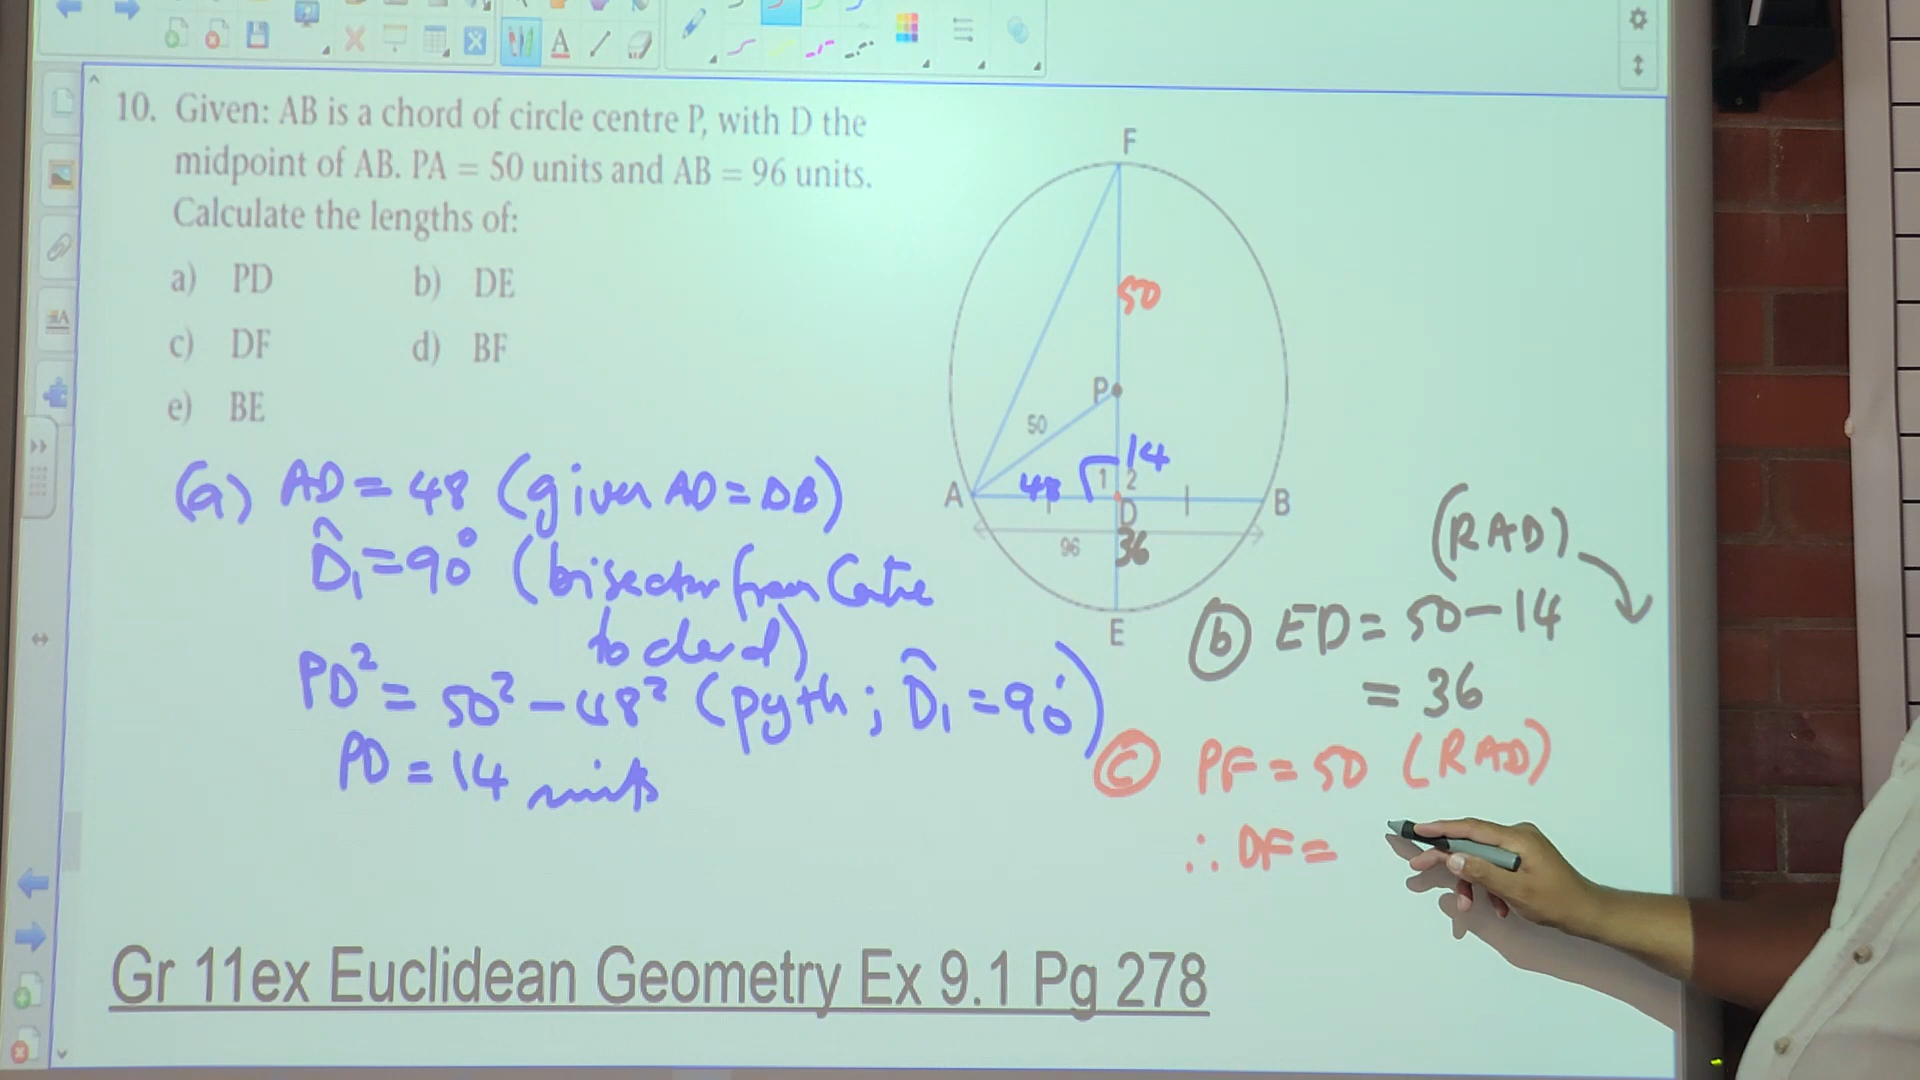 10. Given: AB is a chord of circle centre P, with D the
midpoint of AB. PA = 50 units and AB = 96 units.
Calculate the lengths of:
a) PD b) DE
c) DF d) BF
e) BE
F
50
P
50
14
48
1 2
A
B
D
96
36
E
(a) AD = 48 (given AD = DB)
D̂₁ = 90° (bisector from Centre
to chord)
PD² = 50² − 48² (pyth ; D̂₁ = 90°)
PD = 14 units
(RAD)
(b) ED = 50 − 14
= 36
(c) PF = 50 (RAD)
∴ DF =
Gr 11ex Euclidean Geometry Ex 9.1 Pg 278